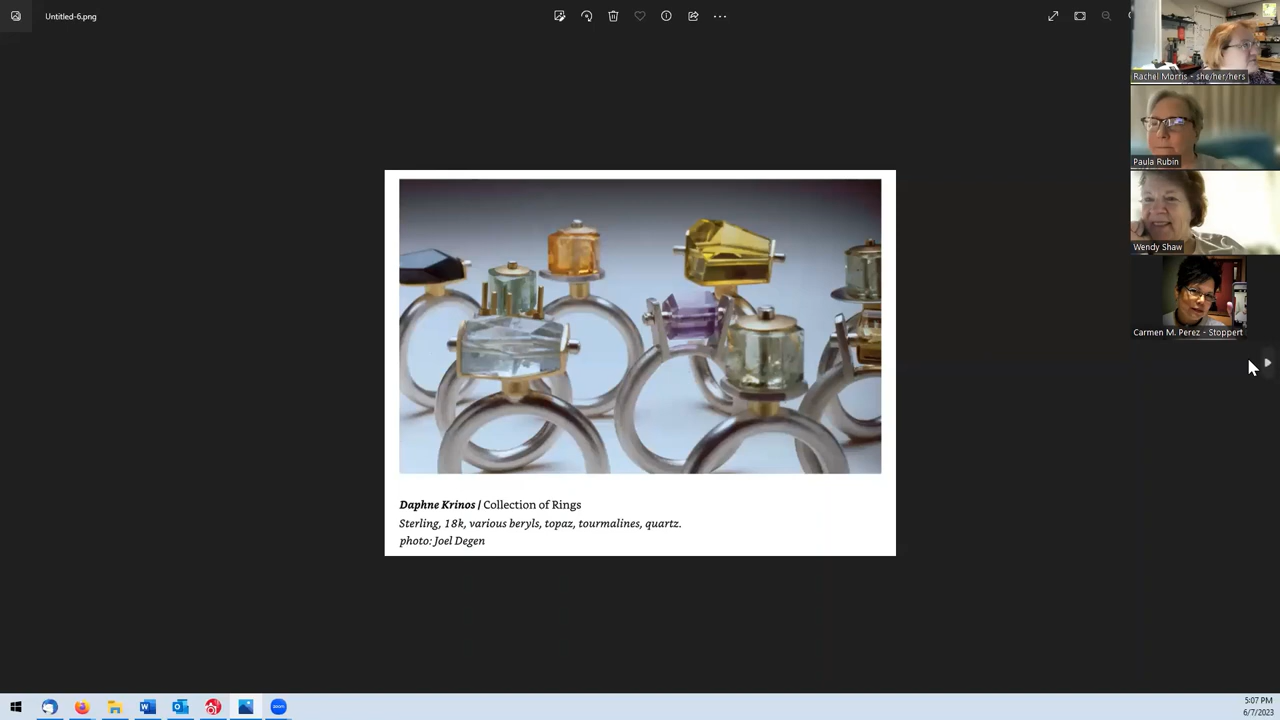 Untitled-6.png
Rachel Morris - she/her/hers
Paula Rubin
Wendy Shaw
Carmen M. Perez - Stoppert
Daphne Krinos / Collection of Rings
Sterling, 18k, various beryls, topaz, tourmalines, quartz.
photo: Joel Degen
zoom
5:07 PM
6/7/2023